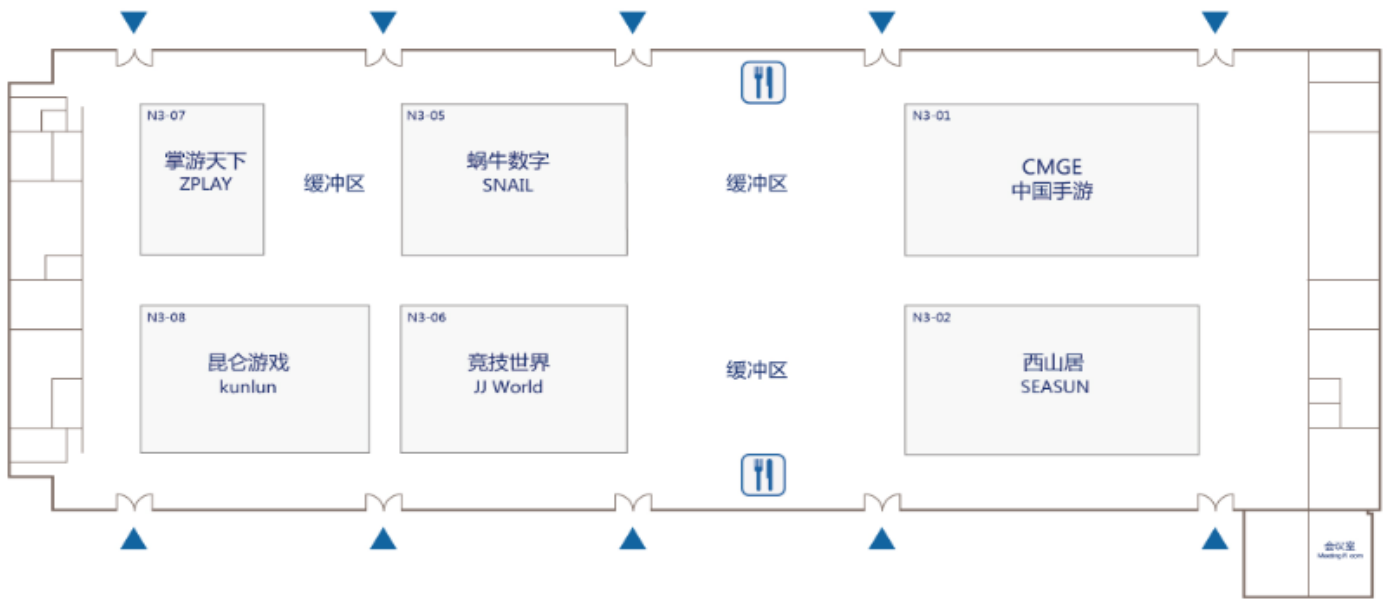 N3-07
掌游天下
ZPLAY
缓冲区
N3-05
蜗牛数字
SNAIL
缓冲区
N3-01
CMGE
中国手游
N3-08
昆仑游戏
kunlun
N3-06
竞技世界
JJ World
缓冲区
N3-02
西山居
SEASUN
会议室
Meeting Room